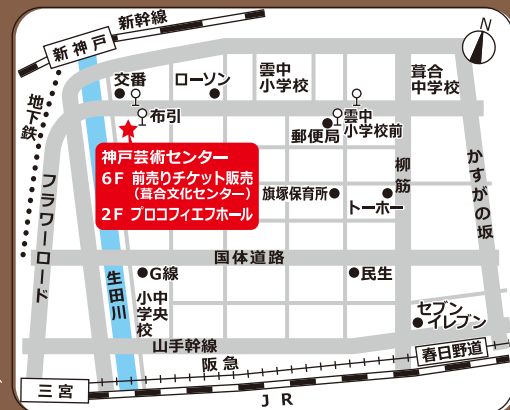 新幹線
N
新神戸
交番
ローソン
雲中
小学校
葺合
中学校
布引
地下鉄
郵便局
雲中
小学校前
神戸芸術センター
6F 前売りチケット販売
(葺合文化センター)
2F プロコフィエフホール
柳筋
かすがの坂
旗塚保育所
トーホー
フラワーロード
国体道路
G線
民生
生田川
中央
小学校
セブン
イレブン
山手幹線
阪急
春日野道
三宮
JR